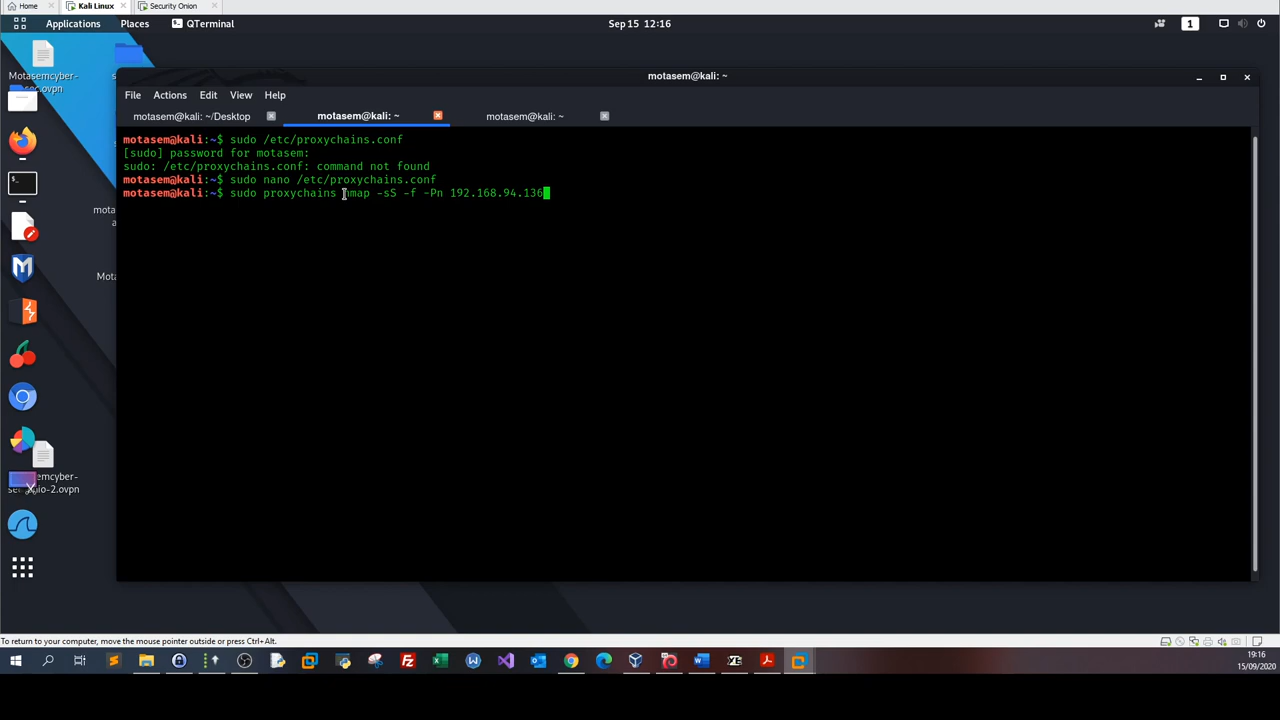 Home
Kali Linux
Security Onion
Applications
Places
QTerminal
Sep 15 12:16
1
Motasemcyber-
sec.ovpn
motasem@kali: ~
File
Actions
View
Help
motasem@kali: ~/Desktop
motasem@kali: ~
motasem@kali: ~
motasem@kali:~$ sudo /etc/proxychains.conf
[sudo] password for motasem:
sudo: /etc/proxychains.conf: command not found
motasem@kali:~$ sudo nano /etc/proxychains.conf
motasem@kali:~$ sudo proxychains nmap -sS -f -Pn 192.168.94.136
To return to your computer, move the mouse pointer outside or press Ctrl+Alt.
19:16
15/09/2020